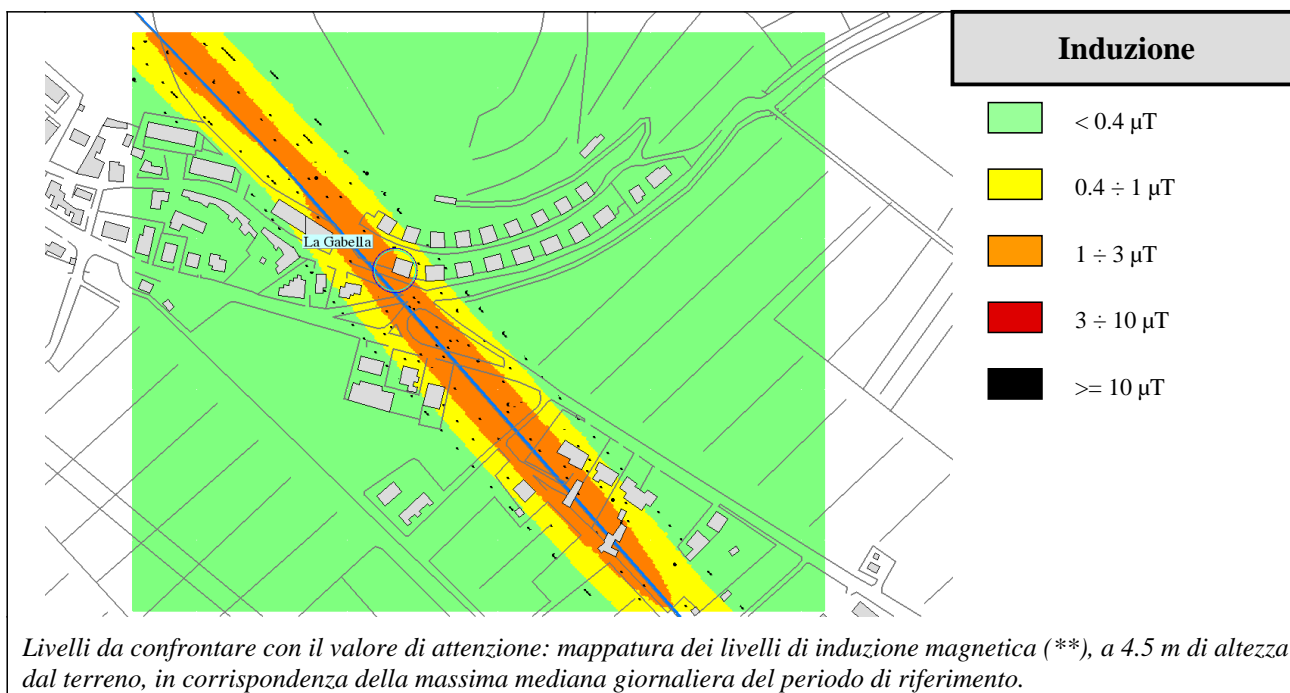 Induzione
< 0.4 µT
0.4 ÷ 1 µT
1 ÷ 3 µT
3 ÷ 10 µT
>= 10 µT
La Gabella
Livelli da confrontare con il valore di attenzione: mappatura dei livelli di induzione magnetica (**), a 4.5 m di altezza
dal terreno, in corrispondenza della massima mediana giornaliera del periodo di riferimento.